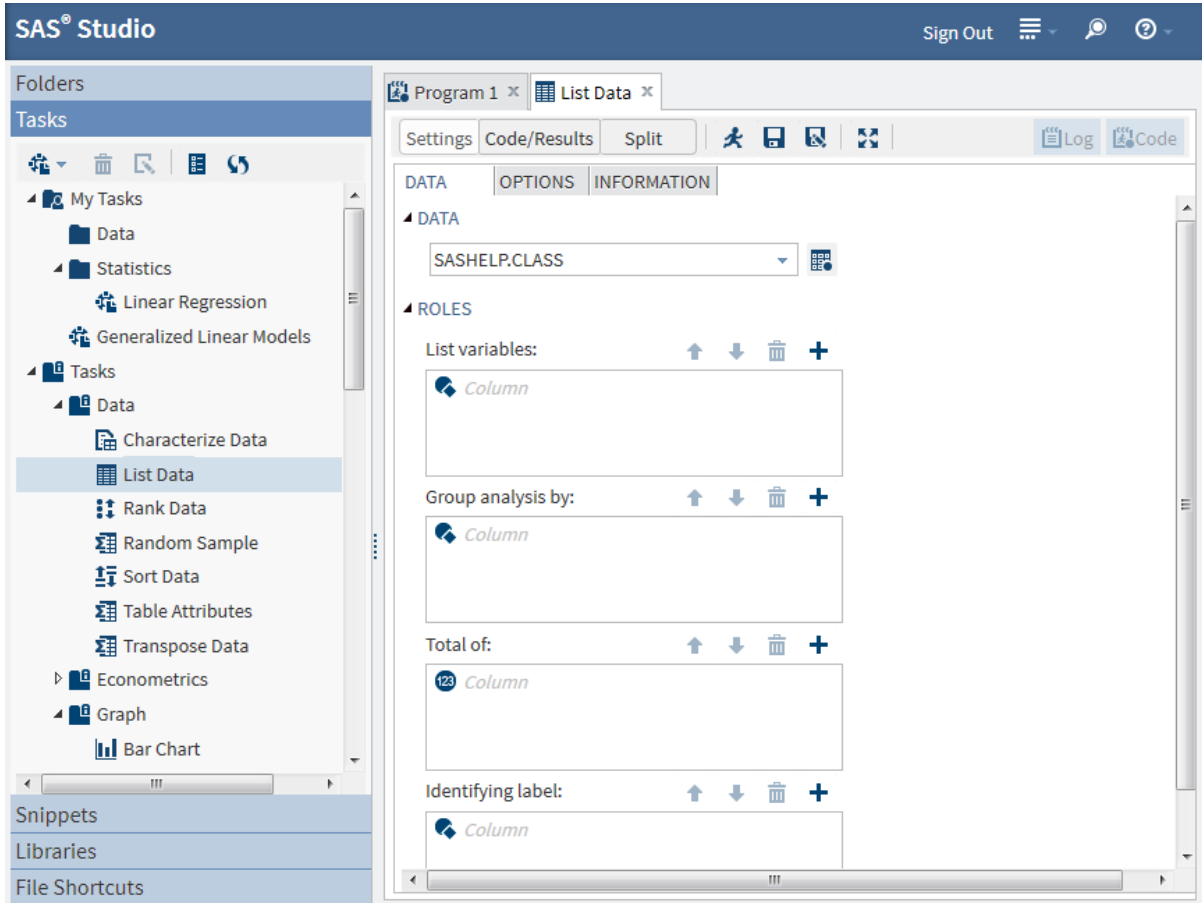 SAS® Studio
Sign Out
Folders
Tasks
My Tasks
Data
Statistics
Linear Regression
Generalized Linear Models
Tasks
Data
Characterize Data
List Data
Rank Data
Random Sample
Sort Data
Table Attributes
Transpose Data
Econometrics
Graph
Bar Chart
Snippets
Libraries
File Shortcuts
Program 1 List Data
Settings Code/Results Split Log Code
DATA OPTIONS INFORMATION
DATA
SASHELP.CLASS
ROLES
List variables:
Column
Group analysis by:
Column
Total of:
123 Column
Identifying label:
Column